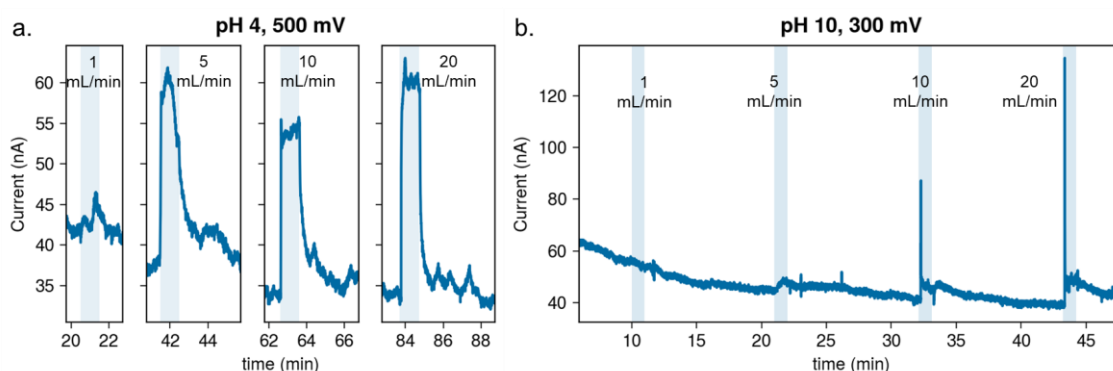 a.
pH 4, 500 mV
Current (nA)
60
55
50
45
40
35
1
mL/min
5
mL/min
10
mL/min
20
mL/min
20 22
42 44
62 64 66
84 86 88
time (min)
b.
pH 10, 300 mV
Current (nA)
120
100
80
60
40
1
mL/min
5
mL/min
10
mL/min
20
mL/min
10 15 20 25 30 35 40 45
time (min)